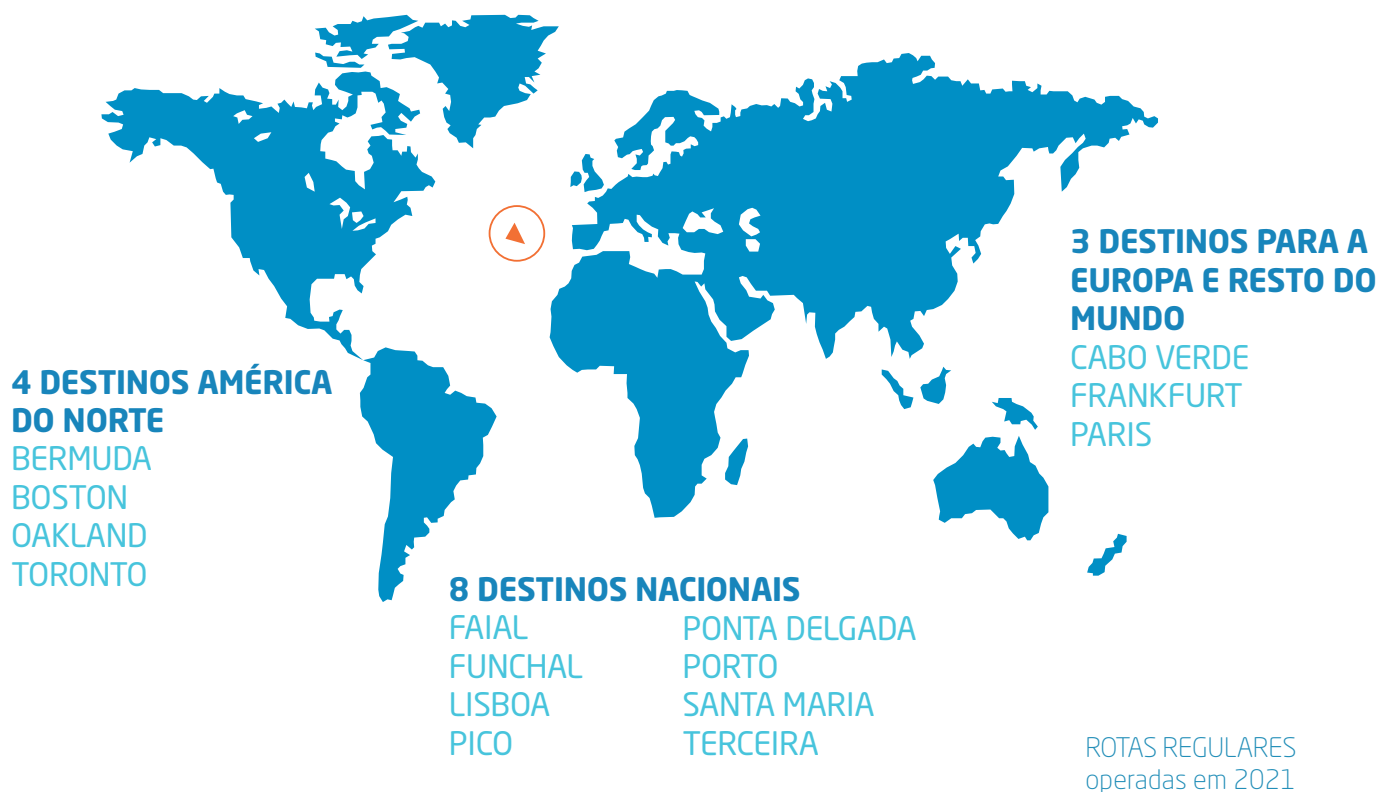 4 DESTINOS AMÉRICA
DO NORTE
BERMUDA
BOSTON
OAKLAND
TORONTO
8 DESTINOS NACIONAIS
FAIAL
FUNCHAL
LISBOA
PICO
PONTA DELGADA
PORTO
SANTA MARIA
TERCEIRA
3 DESTINOS PARA A
EUROPA E RESTO DO
MUNDO
CABO VERDE
FRANKFURT
PARIS
ROTAS REGULARES
operadas em 2021